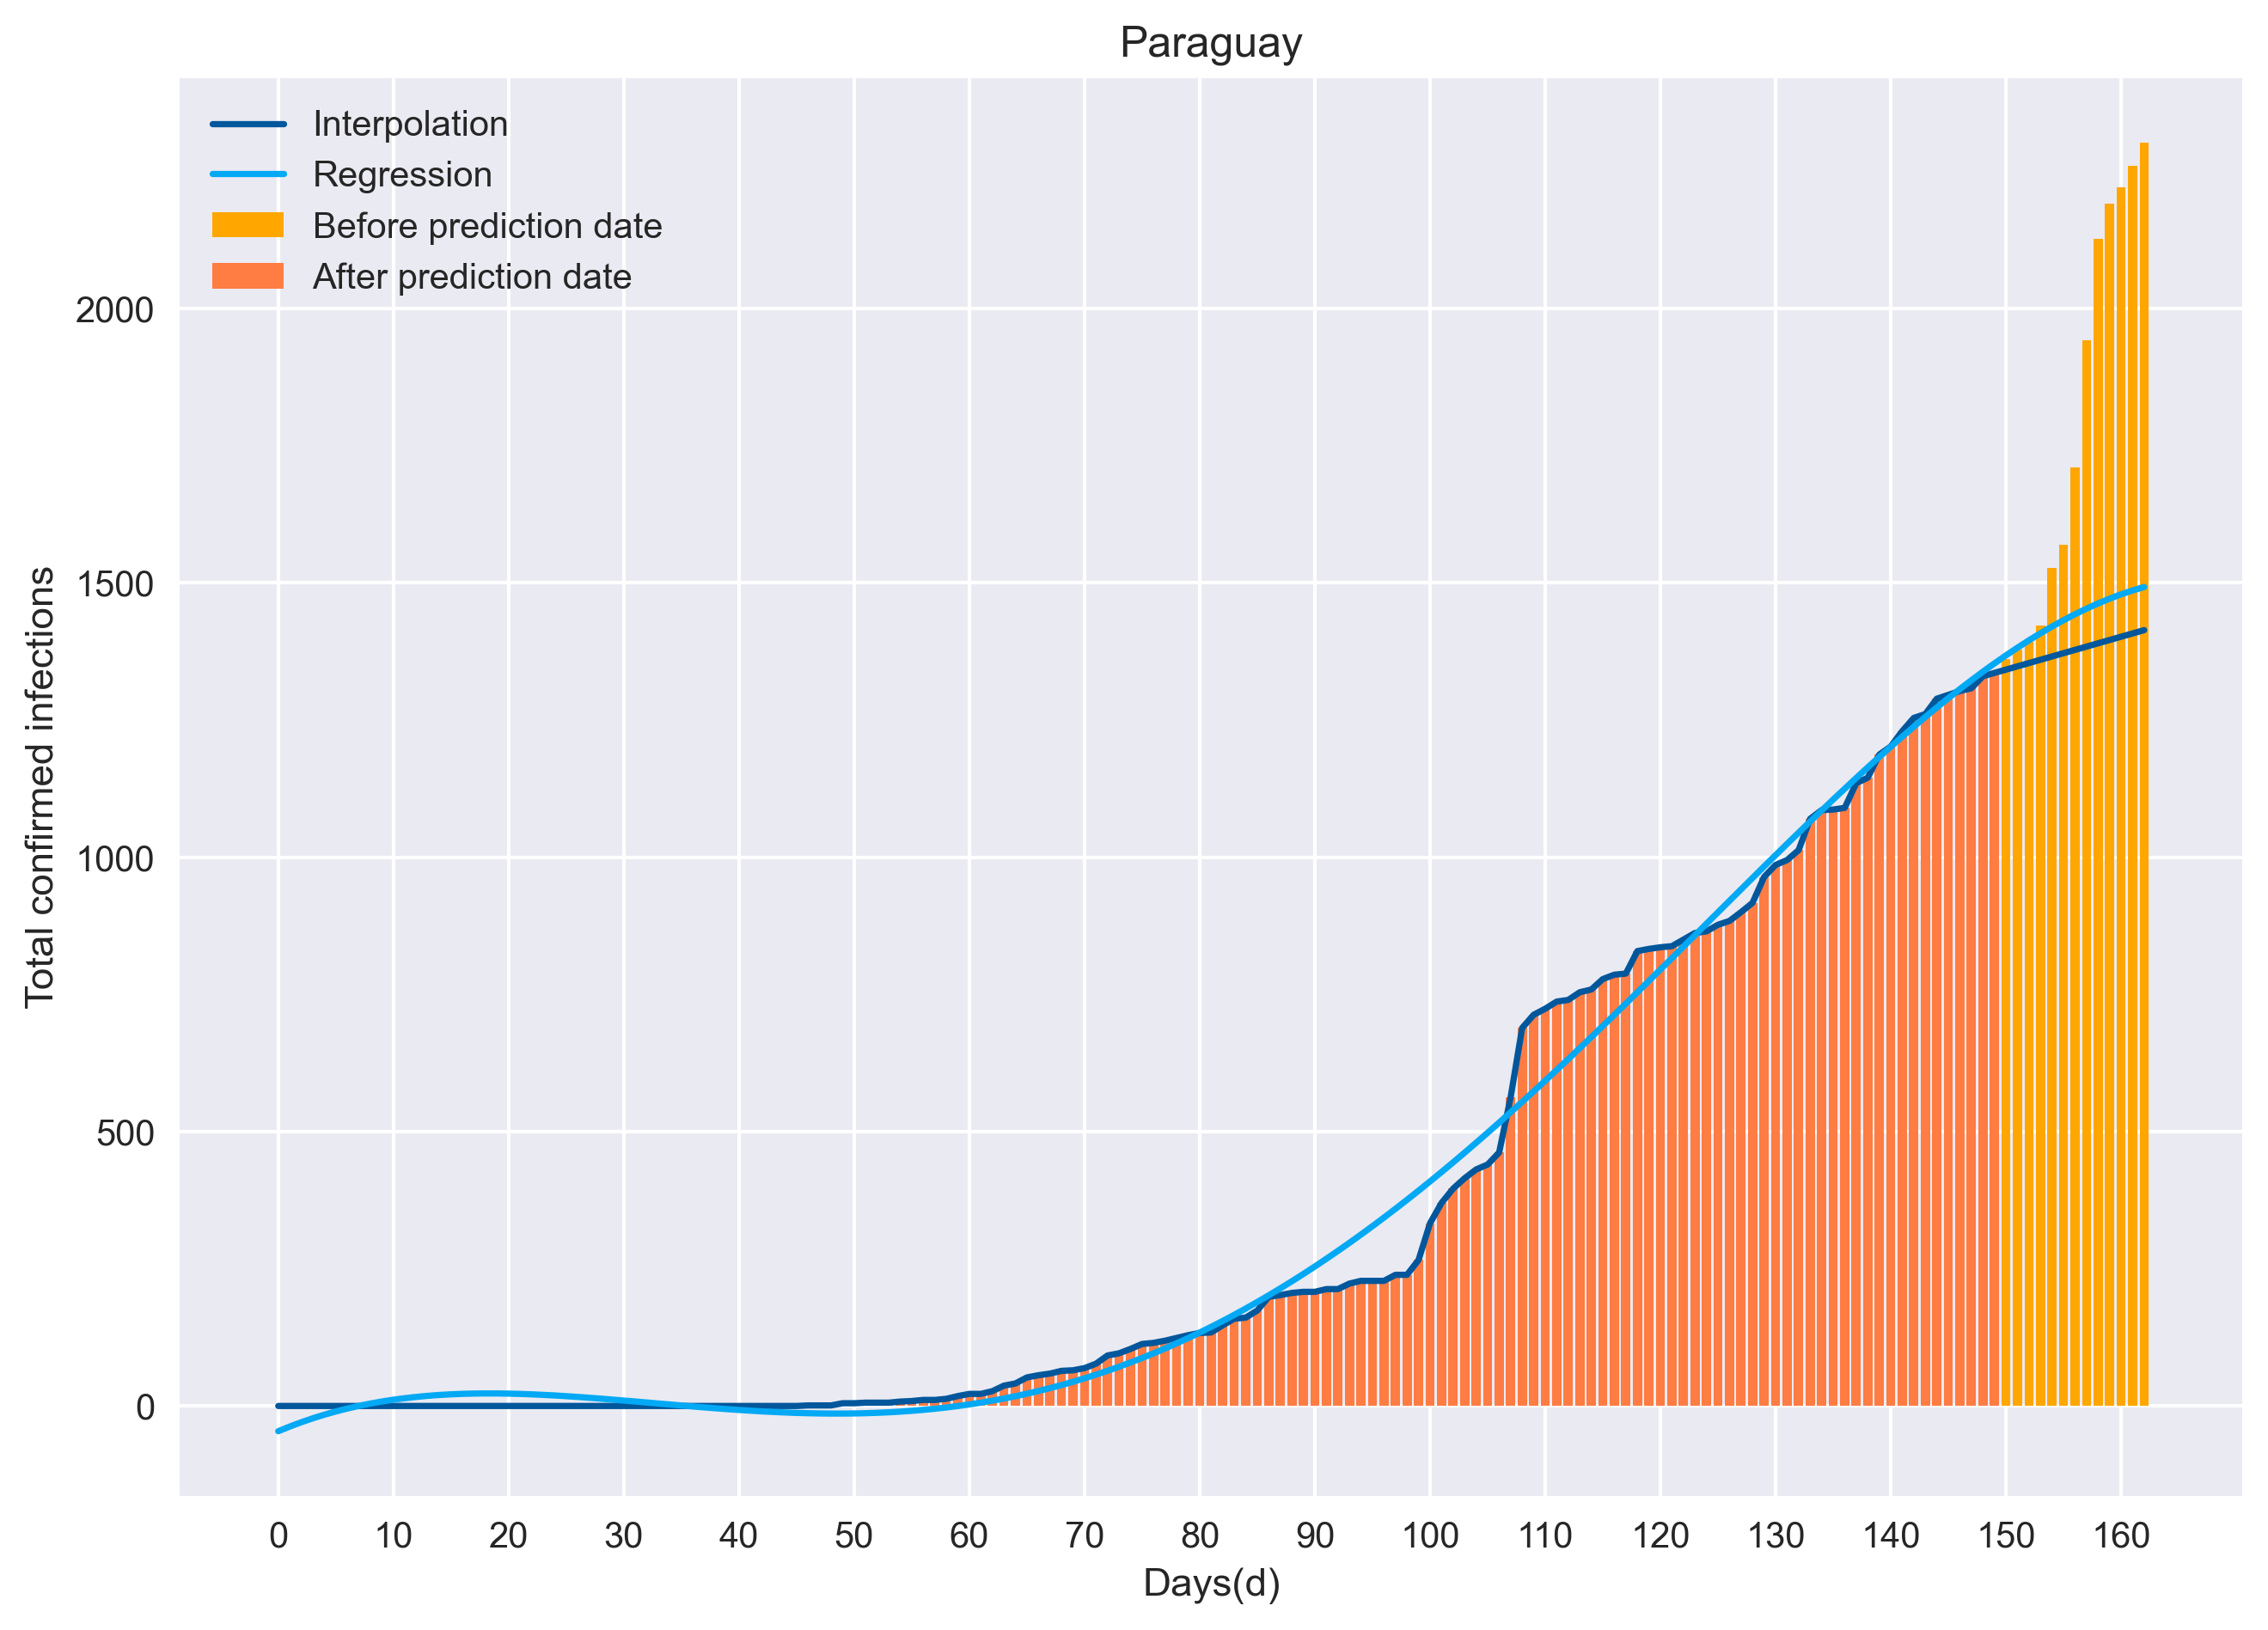 Paraguay
Interpolation
Regression
Before prediction date
After prediction date
Total confirmed infections
2000
1500
1000
500
0
0 10 20 30 40 50 60 70 80 90 100 110 120 130 140 150 160
Days(d)